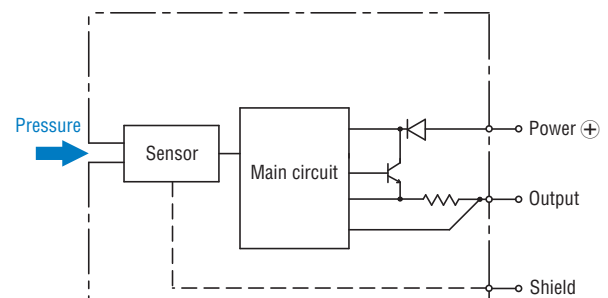 Pressure
Sensor
Main circuit
Power ⊕
Output
Shield